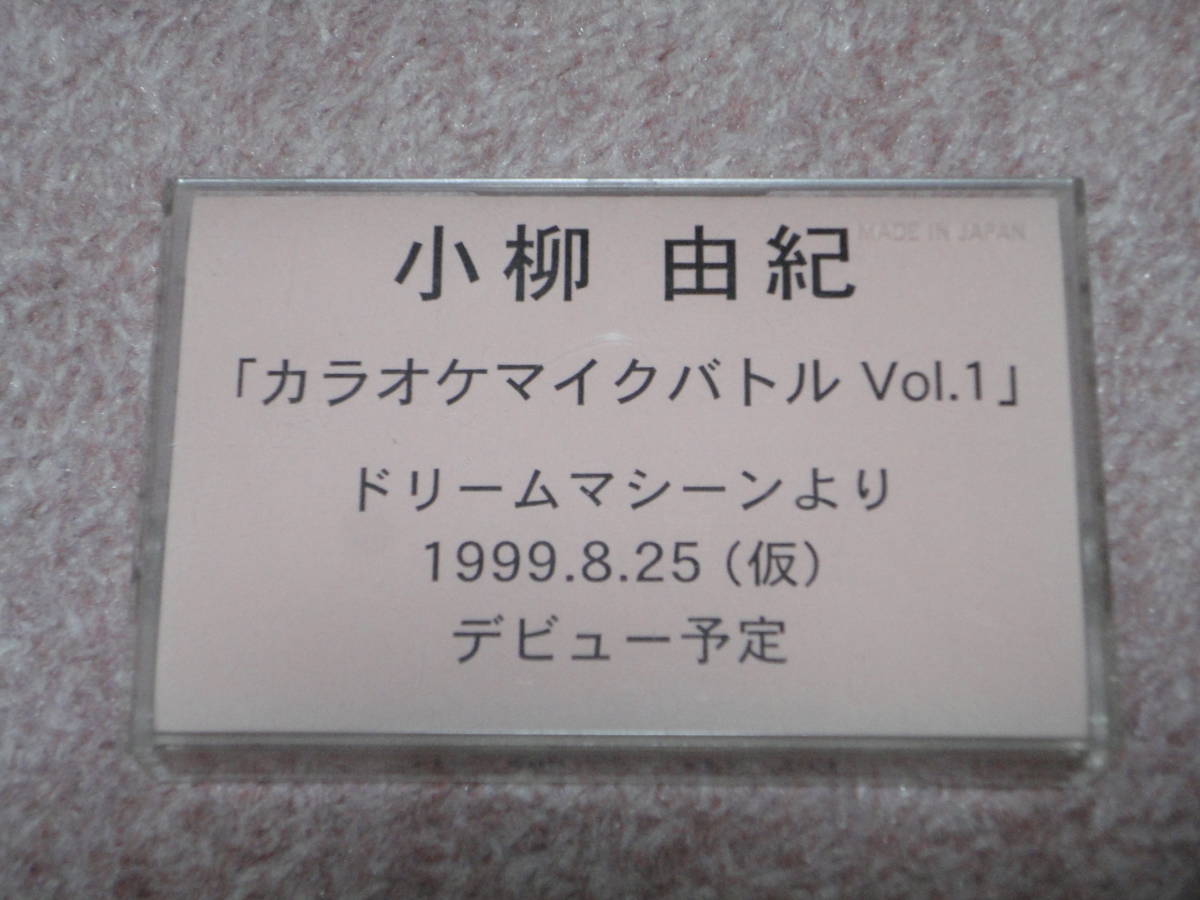 小柳 由紀
MADE IN JAPAN
「カラオケマイクバトル Vol.1」
ドリームマシーンより
1999.8.25（仮）
デビュー予定